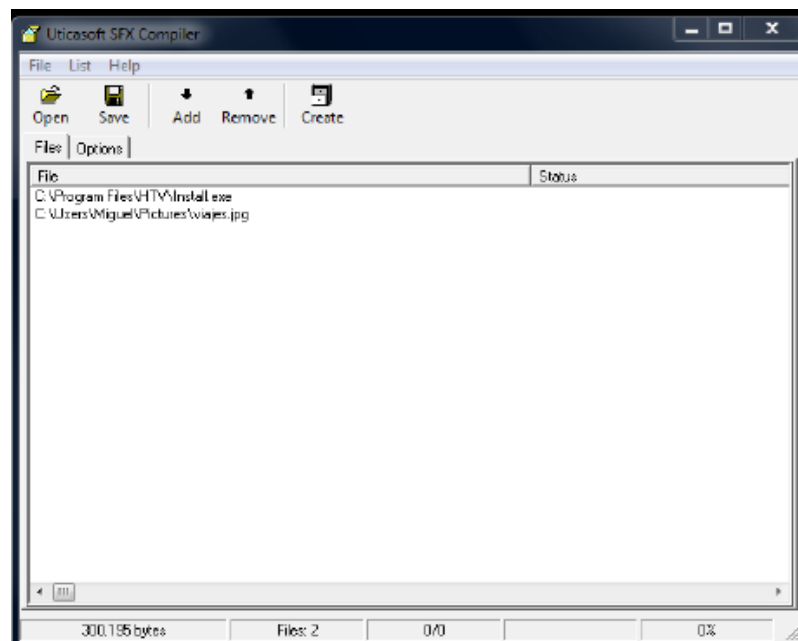 Uticasoft SFX Compiler
File List Help
Open Save Add Remove Create
Files Options
File Status
C:\Program Files\HTV\Install.exe
C:\Users\Miguel\Pictures\viajes.jpg
300.195 bytes Files: 2 0/0 0%